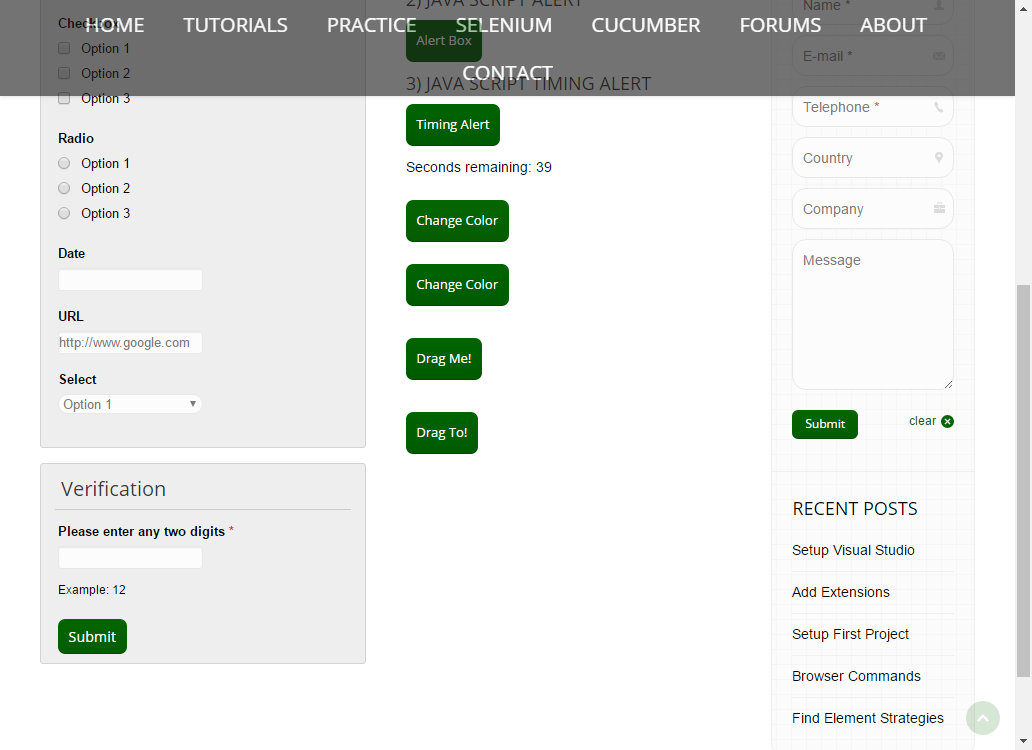 HOME TUTORIALS PRACTICE SELENIUM CUCUMBER FORUMS ABOUT
CONTACT
Checkbox
Option 1
Option 2
Option 3
Radio
Option 1
Option 2
Option 3
Date
URL
http://www.google.com
Select
Option 1
Verification
Please enter any two digits *
Example: 12
Submit
2) JAVA SCRIPT ALERT
Alert Box
3) JAVA SCRIPT TIMING ALERT
Timing Alert
Seconds remaining: 39
Change Color
Change Color
Drag Me!
Drag To!
Name *
E-mail *
Telephone *
Country
Company
Message
Submit
clear
RECENT POSTS
Setup Visual Studio
Add Extensions
Setup First Project
Browser Commands
Find Element Strategies